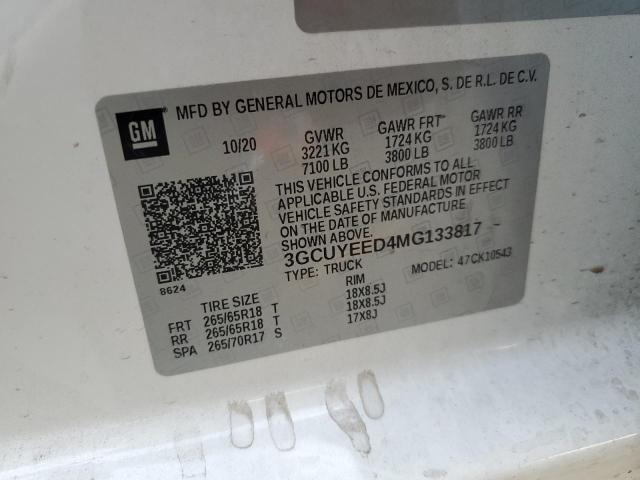 GM
MFD BY GENERAL MOTORS DE MEXICO, S. DE R.L. DE C.V.
10/20 GVWR GAWR FRT GAWR RR
3221 KG 1724 KG 1724 KG
7100 LB 3800 LB 3800 LB
THIS VEHICLE CONFORMS TO ALL
APPLICABLE U.S. FEDERAL MOTOR
VEHICLE SAFETY STANDARDS IN EFFECT
ON THE DATE OF MANUFACTURE
SHOWN ABOVE.
3GCUYEED4MG133817
8624
TYPE: TRUCK MODEL: 47CK10543
TIRE SIZE RIM
FRT 265/65R18 T 18X8.5J
RR 265/65R18 T 18X8.5J
SPA 265/70R17 S 17X8J